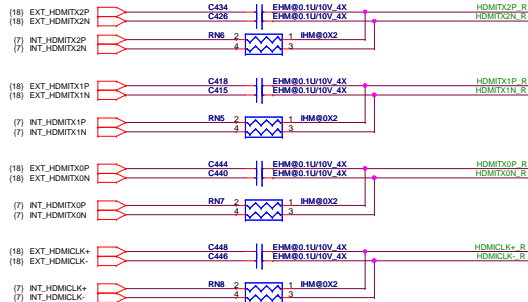 {18} EXT_HDMITX2P C434 EHM@0.1U/10V_4X HDMITX2P_R
{18} EXT_HDMITX2N C426 EHM@0.1U/10V_4X HDMITX2N_R
{7} INT_HDMITX2P RN6 2 1 IHM@0X2
{7} INT_HDMITX2N 4 3
{18} EXT_HDMITX1P C418 EHM@0.1U/10V_4X HDMITX1P_R
{18} EXT_HDMITX1N C415 EHM@0.1U/10V_4X HDMITX1N_R
{7} INT_HDMITX1P RN5 2 1 IHM@0X2
{7} INT_HDMITX1N 4 3
{18} EXT_HDMITX0P C444 EHM@0.1U/10V_4X HDMITX0P_R
{18} EXT_HDMITX0N C440 EHM@0.1U/10V_4X HDMITX0N_R
{7} INT_HDMITX0P RN7 2 1 IHM@0X2
{7} INT_HDMITX0N 4 3
{18} EXT_HDMICLK+ C448 EHM@0.1U/10V_4X HDMICLK+_R
{18} EXT_HDMICLK- C446 EHM@0.1U/10V_4X HDMICLK-_R
{7} INT_HDMICLK+ RN8 2 1 IHM@0X2
{7} INT_HDMICLK- 4 3